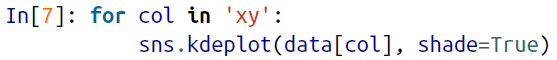 In[7]: for col in 'xy':
sns.kdeplot(data[col], shade=True)